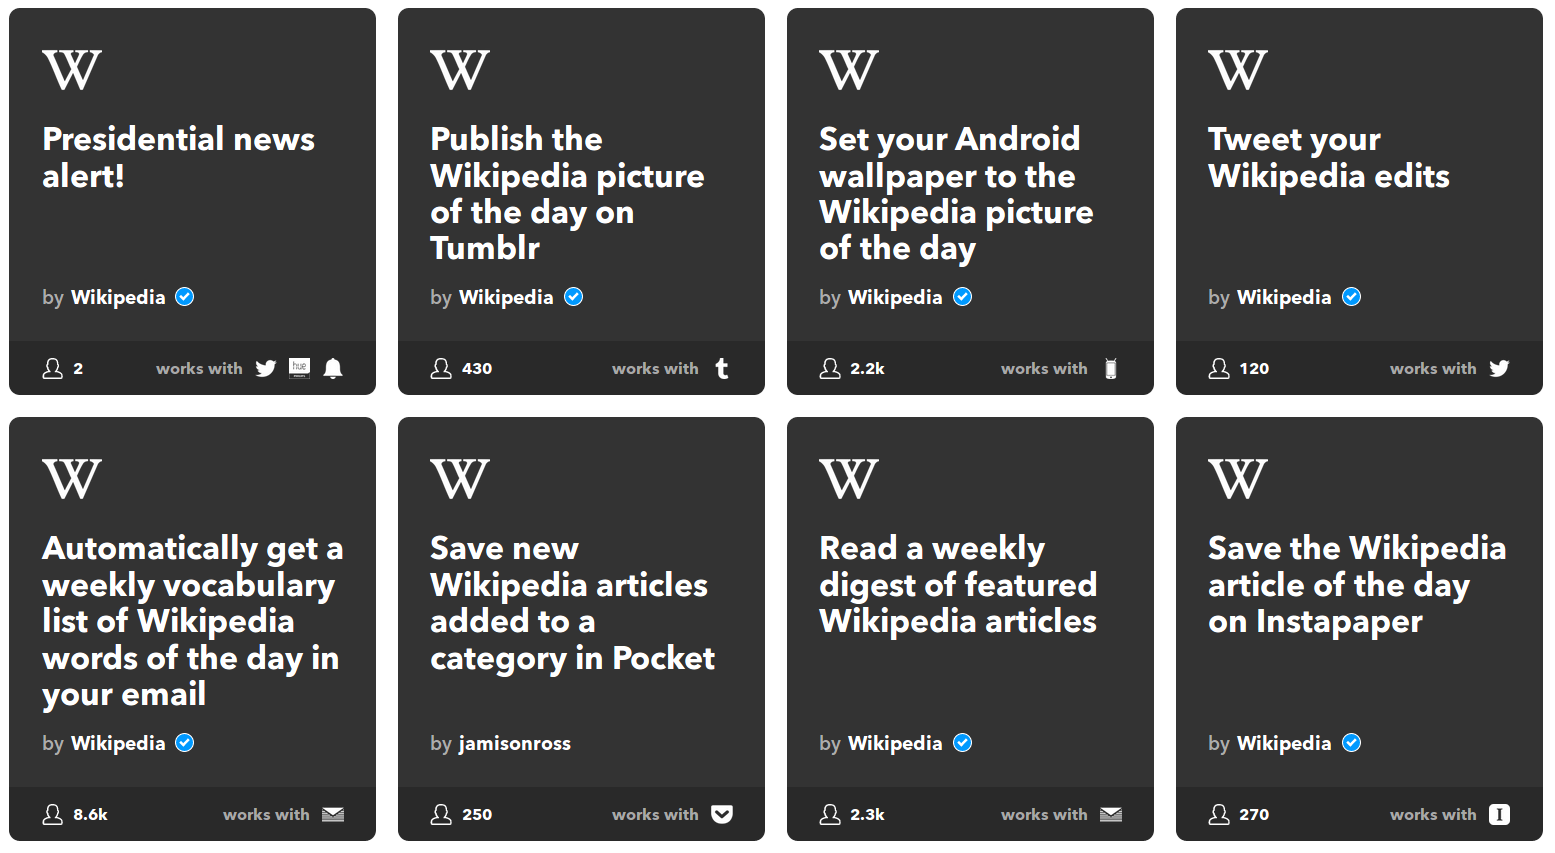 W
Presidential news
alert!
by Wikipedia
2 works with hue
W
Publish the
Wikipedia picture
of the day on
Tumblr
by Wikipedia
430 works with t
W
Set your Android
wallpaper to the
Wikipedia picture
of the day
by Wikipedia
2.2k works with
W
Tweet your
Wikipedia edits
by Wikipedia
120 works with
W
Automatically get a
weekly vocabulary
list of Wikipedia
words of the day in
your email
by Wikipedia
8.6k works with
W
Save new
Wikipedia articles
added to a
category in Pocket
by jamisonross
250 works with
W
Read a weekly
digest of featured
Wikipedia articles
by Wikipedia
2.3k works with
W
Save the Wikipedia
article of the day
on Instapaper
by Wikipedia
270 works with I